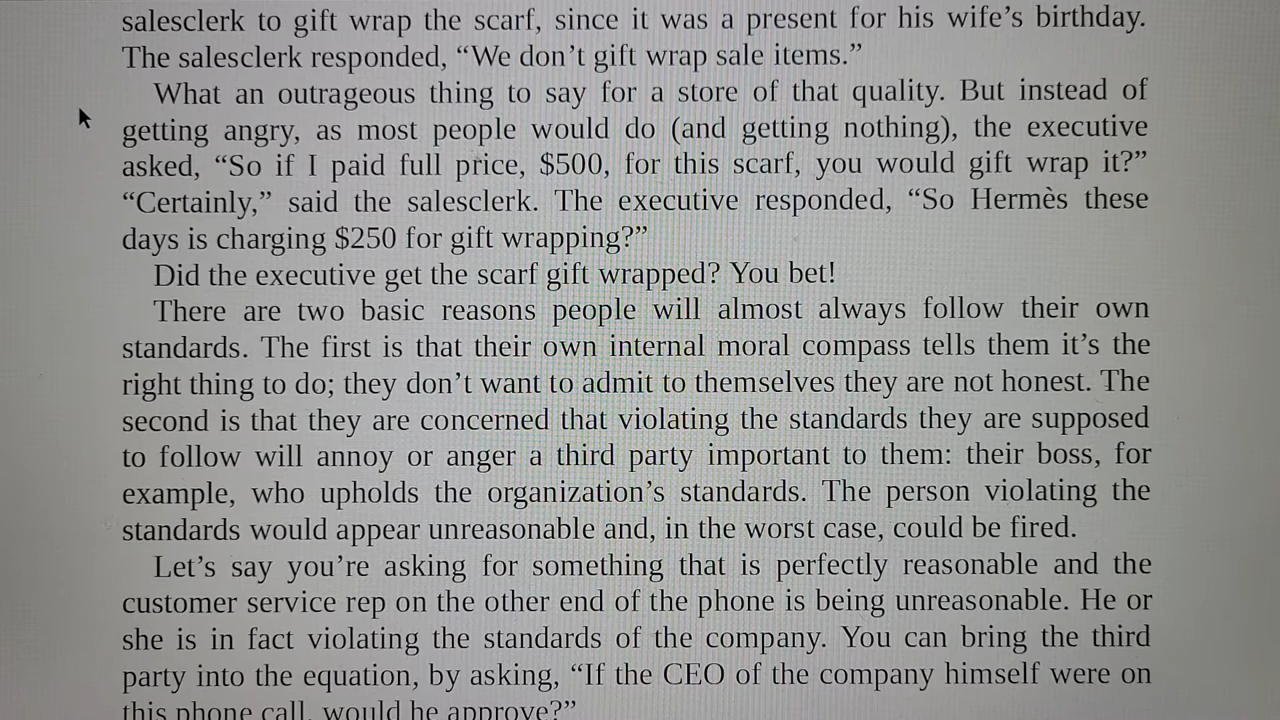 salesclerk to gift wrap the scarf, since it was a present for his wife’s birthday.
The salesclerk responded, “We don’t gift wrap sale items.”
What an outrageous thing to say for a store of that quality. But instead of
getting angry, as most people would do (and getting nothing), the executive
asked, “So if I paid full price, $500, for this scarf, you would gift wrap it?”
“Certainly,” said the salesclerk. The executive responded, “So Hermès these
days is charging $250 for gift wrapping?”
Did the executive get the scarf gift wrapped? You bet!
There are two basic reasons people will almost always follow their own
standards. The first is that their own internal moral compass tells them it’s the
right thing to do; they don’t want to admit to themselves they are not honest. The
second is that they are concerned that violating the standards they are supposed
to follow will annoy or anger a third party important to them: their boss, for
example, who upholds the organization’s standards. The person violating the
standards would appear unreasonable and, in the worst case, could be fired.
Let’s say you’re asking for something that is perfectly reasonable and the
customer service rep on the other end of the phone is being unreasonable. He or
she is in fact violating the standards of the company. You can bring the third
party into the equation, by asking, “If the CEO of the company himself were on
this phone call, would he approve?”